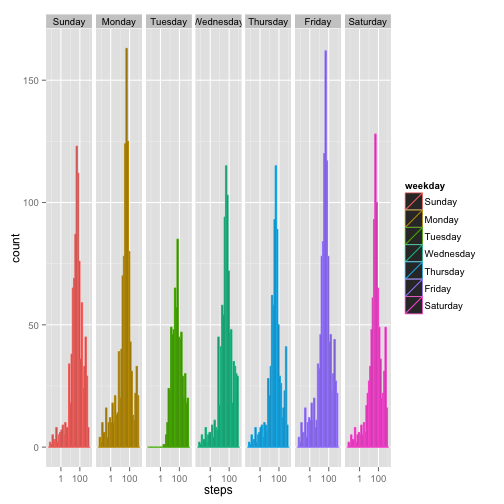 Sunday Monday Tuesday Wednesday Thursday Friday Saturday
150
100
50
0
count
1 100 1 100 1 100 1 100 1 100 1 100 1 100
steps
weekday
Sunday
Monday
Tuesday
Wednesday
Thursday
Friday
Saturday